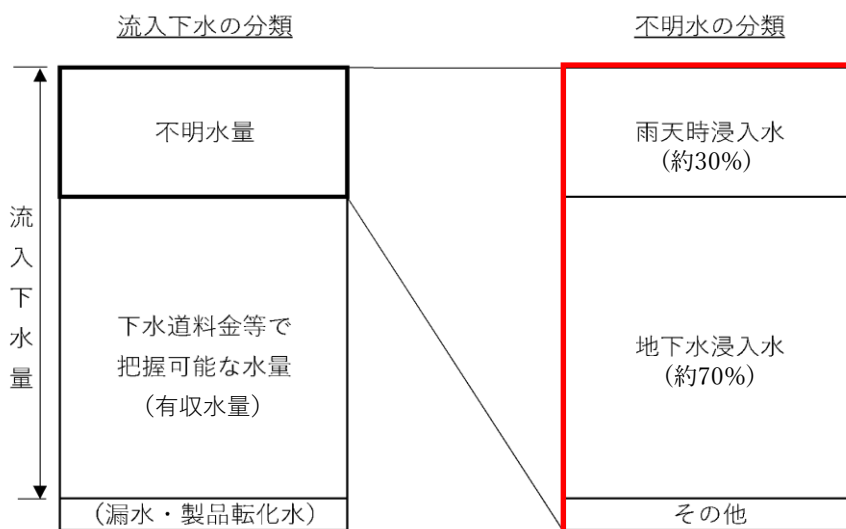 流入下水の分類
不明水の分類
不明水量
雨天時浸入水
(約30%)
流入下水量
下水道料金等で
把握可能な水量
（有収水量）
地下水浸入水
(約70%)
（漏水・製品転化水）
その他